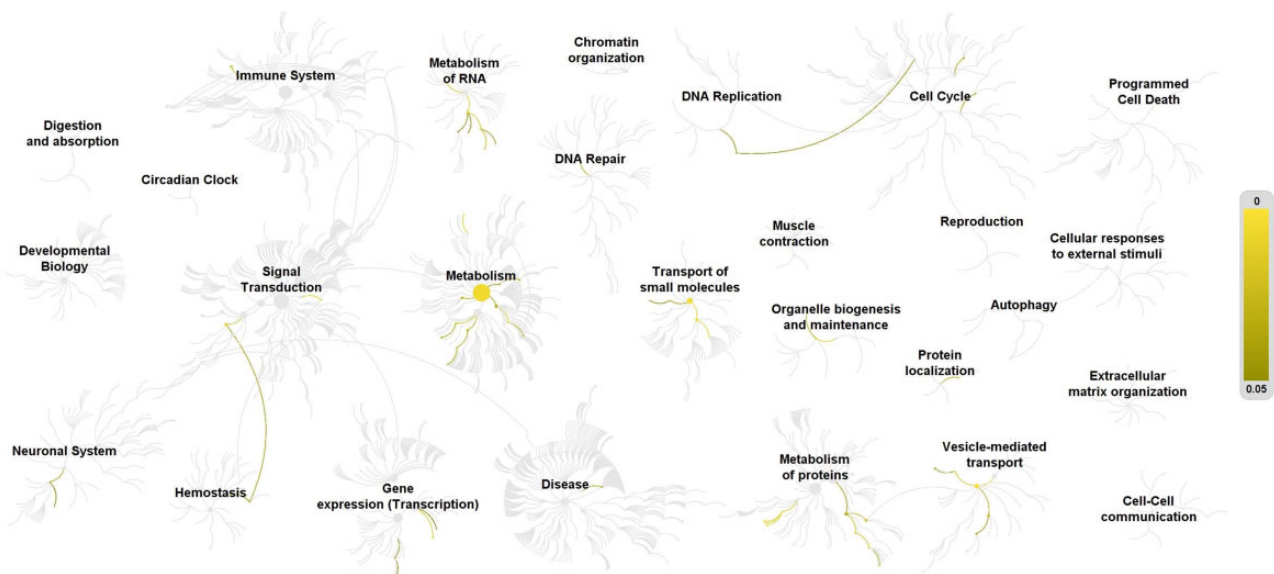 Chromatin
organization
Immune System
Metabolism
of RNA
DNA Replication
Cell Cycle
Programmed
Cell Death
Digestion
and absorption
DNA Repair
Circadian Clock
0
0.05
Developmental
Biology
Signal
Transduction
Metabolism
Transport of
small molecules
Muscle
contraction
Reproduction
Cellular responses
to external stimuli
Organelle biogenesis
and maintenance
Autophagy
Protein
localization
Extracellular
matrix organization
Neuronal System
Hemostasis
Gene
expression (Transcription)
Disease
Metabolism
of proteins
Vesicle-mediated
transport
Cell-Cell
communication